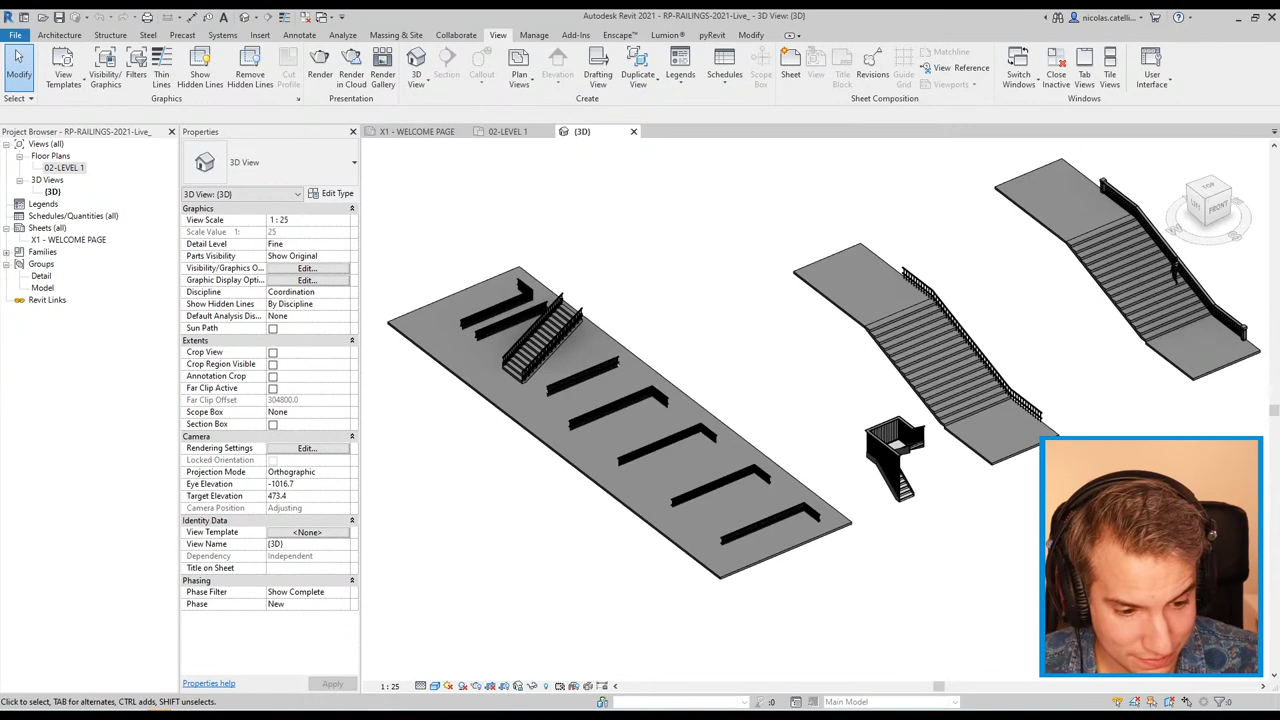 Autodesk Revit 2021 - RP-RAILINGS-2021-Live_ - 3D View: {3D}
nicolas.catelli...
File Architecture Structure Steel Precast Systems Insert Annotate Analyze Massing & Site Collaborate View Manage Add-Ins Enscape™ Lumion® pyRevit Modify
Modify
View Templates
Visibility/ Graphics
Filters
Thin Lines
Show Hidden Lines
Remove Hidden Lines
Cut Profile
Render
Render in Cloud
Render Gallery
3D View
Section
Callout
Plan Views
Elevation
Drafting View
Duplicate View
Legends
Schedules
Scope Box
Sheet
View
Title Block
Revisions
Guide Grid
Matchline
View Reference
Viewports
Switch Windows
Close Inactive
Tab Views
Tile Views
User Interface
Select
Graphics
Presentation
Create
Sheet Composition
Windows
Project Browser - RP-RAILINGS-2021-Live_
Views (all)
Floor Plans
02-LEVEL 1
3D Views
{3D}
Legends
Schedules/Quantities (all)
Sheets (all)
X1 - WELCOME PAGE
Families
Groups
Detail
Model
Revit Links
Properties
3D View
3D View: {3D} Edit Type
Graphics
View Scale 1 : 25
Scale Value 1: 25
Detail Level Fine
Parts Visibility Show Original
Visibility/Graphics O... Edit...
Graphic Display Opti... Edit...
Discipline Coordination
Show Hidden Lines By Discipline
Default Analysis Dis... None
Sun Path
Extents
Crop View
Crop Region Visible
Annotation Crop
Far Clip Active
Far Clip Offset 304800.0
Scope Box None
Section Box
Camera
Rendering Settings Edit...
Locked Orientation
Projection Mode Orthographic
Eye Elevation -1016.7
Target Elevation 473.4
Camera Position Adjusting
Identity Data
View Template <None>
View Name {3D}
Dependency Independent
Title on Sheet
Phasing
Phase Filter Show Complete
Phase New
Properties help Apply
X1 - WELCOME PAGE 02-LEVEL 1 {3D}
TOP
LEFT FRONT
1 : 25
Click to select, TAB for alternates, CTRL adds, SHIFT unselects.
:0 Main Model :0